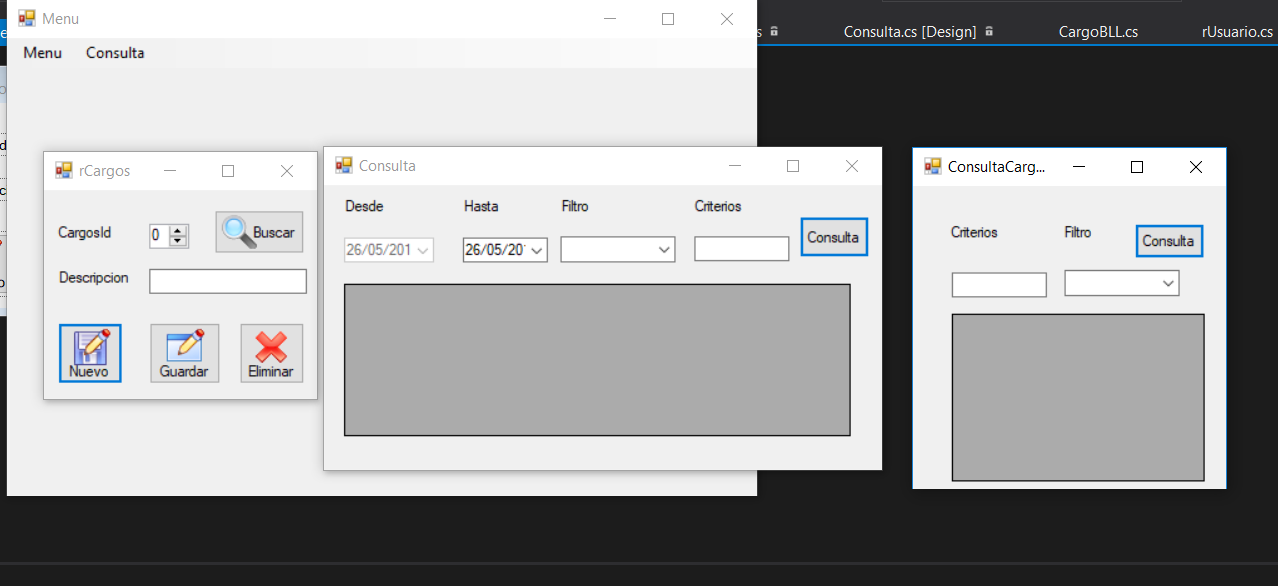 Menu
Menu Consulta
Consulta.cs [Design] CargoBLL.cs rUsuario.cs
rCargos
CargosId 0 Buscar
Descripcion
Nuevo Guardar Eliminar
Consulta
Desde Hasta Filtro Criterios
26/05/201 26/05/20 Consulta
ConsultaCarg...
Criterios Filtro Consulta